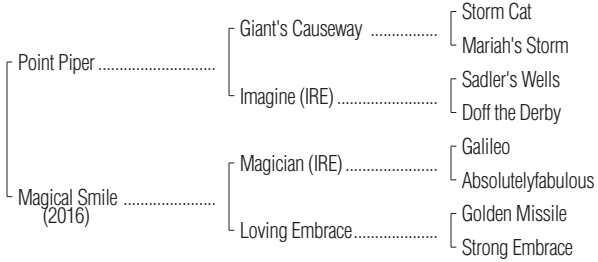 Storm Cat
Giant's Causeway ................
Mariah's Storm
Point Piper ............................
Sadler's Wells
Imagine (IRE) ........................
Doff the Derby
Galileo
Magician (IRE) ......................
Absolutelyfabulous
Magical Smile ......................
(2016)
Golden Missile
Loving Embrace....................
Strong Embrace